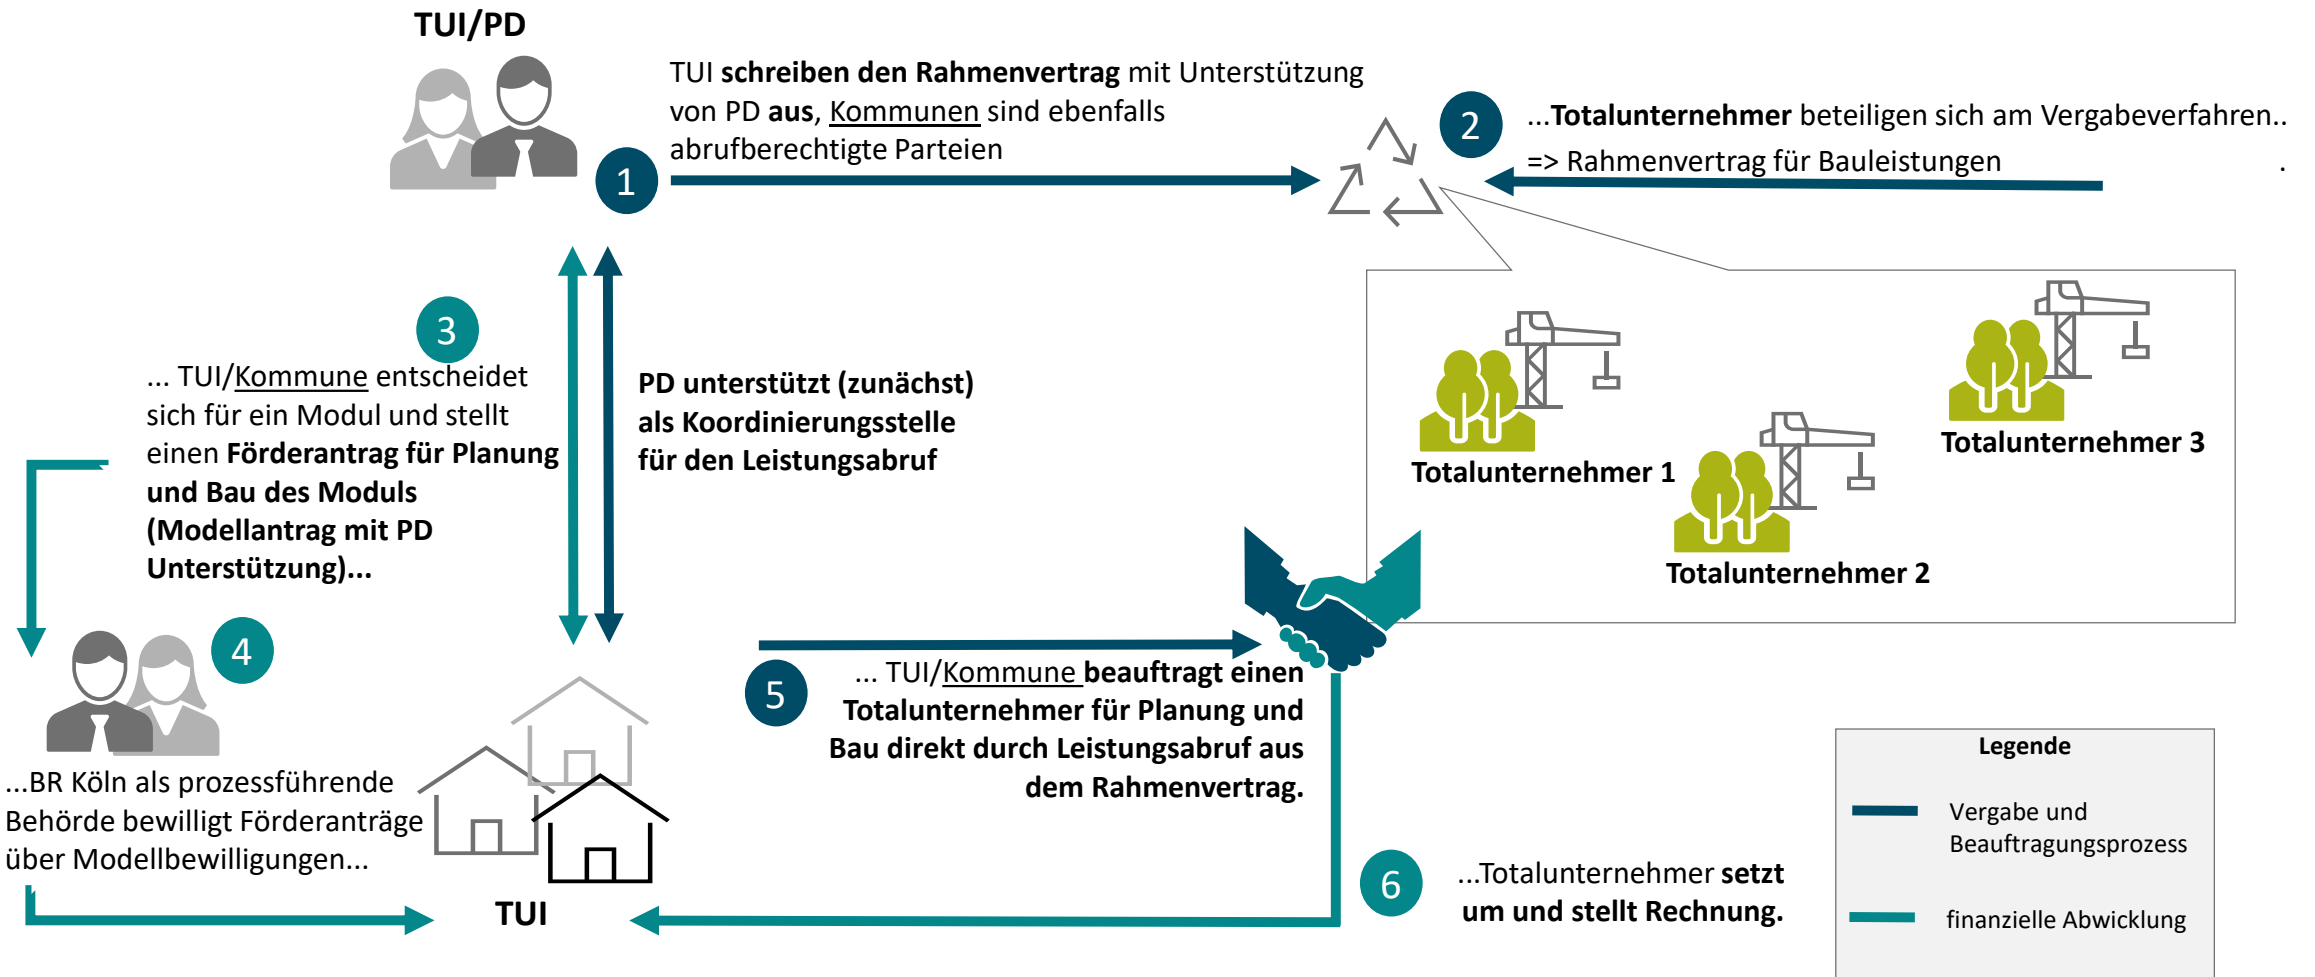 TUI/PD
TUI schreiben den Rahmenvertrag mit Unterstützung
von PD aus, Kommunen sind ebenfalls
abrufberechtigte Parteien
1
2
...Totalunternehmer beteiligen sich am Vergabeverfahren..
=> Rahmenvertrag für Bauleistungen .
3
... TUI/Kommune entscheidet
sich für ein Modul und stellt
einen Förderantrag für Planung
und Bau des Moduls
(Modellantrag mit PD
Unterstützung)...
PD unterstützt (zunächst)
als Koordinierungsstelle
für den Leistungsabruf
Totalunternehmer 1
Totalunternehmer 2
Totalunternehmer 3
4
...BR Köln als prozessführende
Behörde bewilligt Förderanträge
über Modellbewilligungen...
TUI
5
... TUI/Kommune beauftragt einen
Totalunternehmer für Planung und
Bau direkt durch Leistungsabruf aus
dem Rahmenvertrag.
6
...Totalunternehmer setzt
um und stellt Rechnung.
Legende
Vergabe und
Beauftragungsprozess
finanzielle Abwicklung